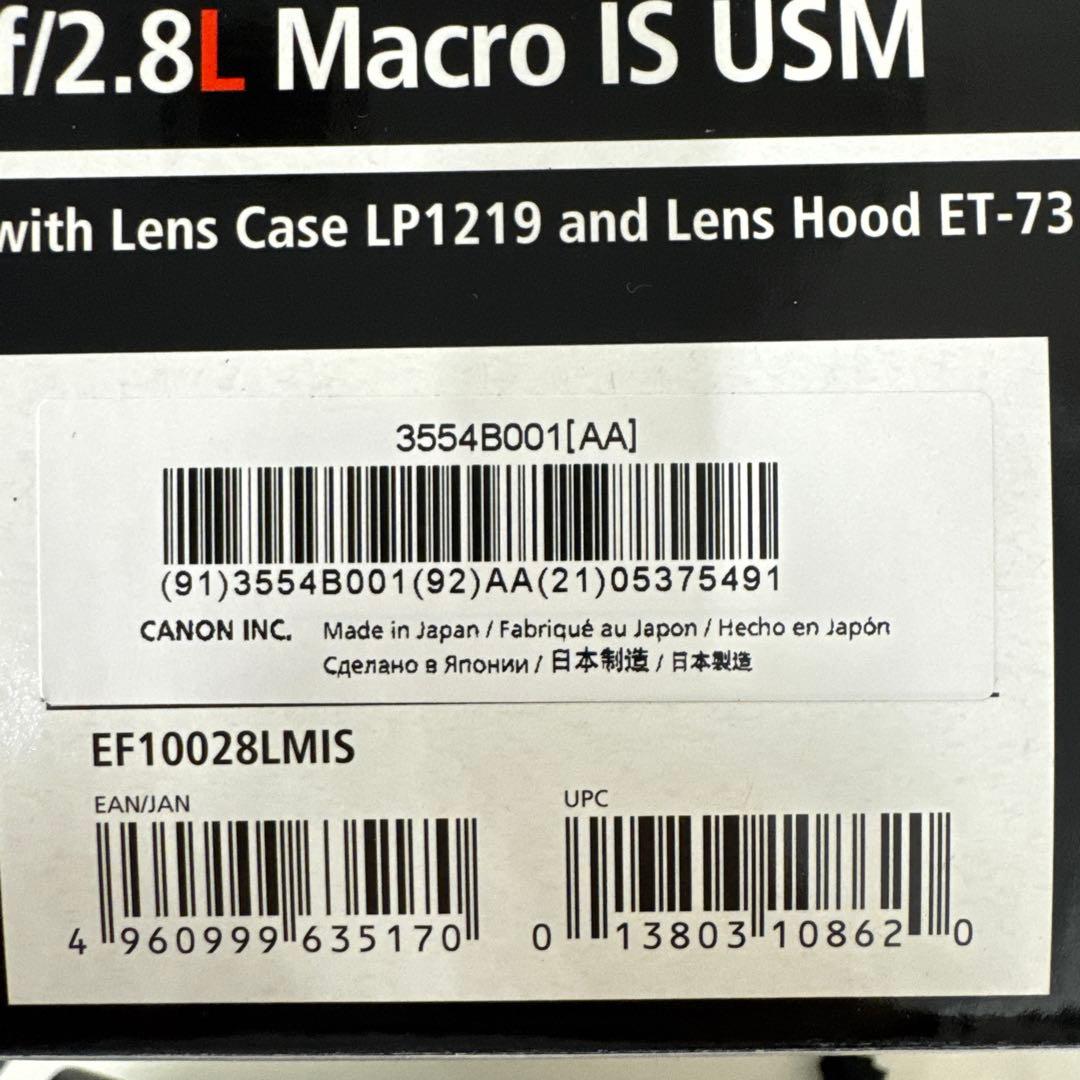 f/2.8L Macro IS USM
with Lens Case LP1219 and Lens Hood ET-73
3554B001[AA]
(91)3554B001(92)AA(21)05375491
CANON INC. Made in Japan / Fabriqué au Japon / Hecho en Japón
Сделано в Японии / 日本制造 / 日本製造
EF10028LMIS
EAN/JAN
UPC
4 960999 635170
0 13803 10862 0